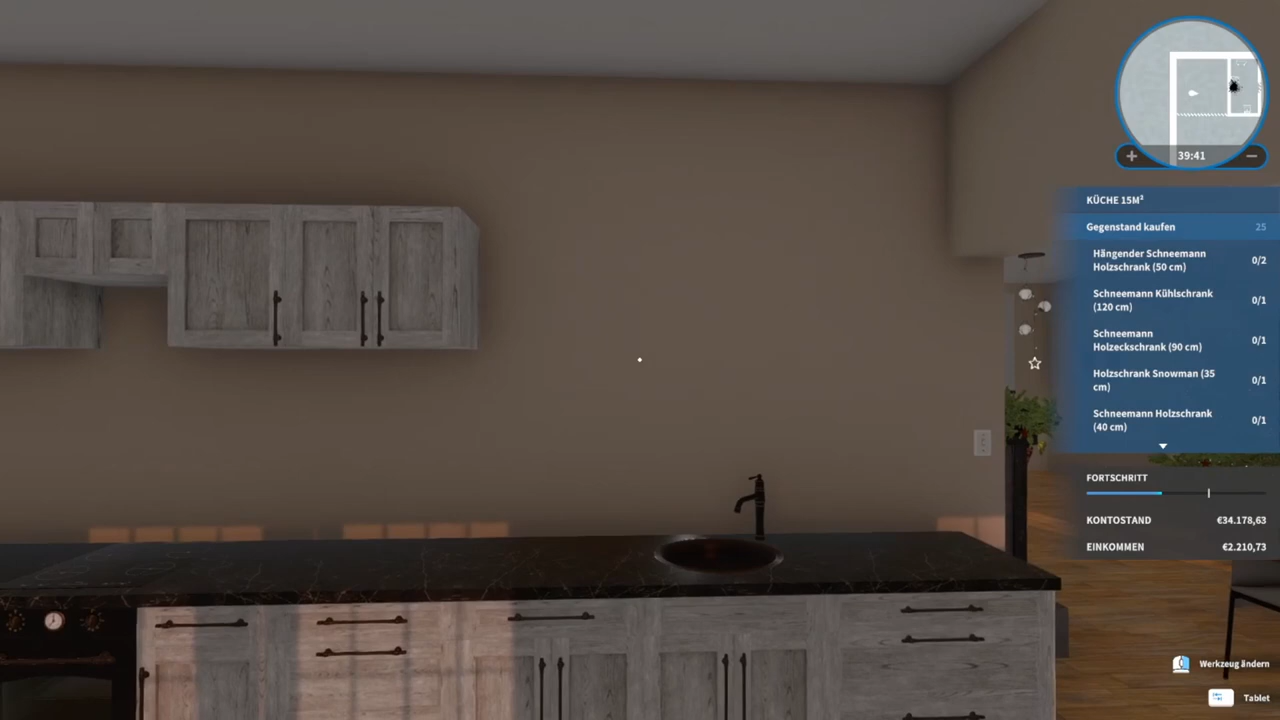 39:41
KÜCHE 15M²
Gegenstand kaufen 25
Hängender Schneemann
Holzschrank (50 cm) 0/2
Schneemann Kühlschrank
(120 cm) 0/1
Schneemann
Holzeckschrank (90 cm) 0/1
Holzschrank Snowman (35
cm) 0/1
Schneemann Holzschrank
(40 cm) 0/1
FORTSCHRITT
KONTOSTAND €34.178,63
EINKOMMEN €2.210,73
Werkzeug ändern
Tablet